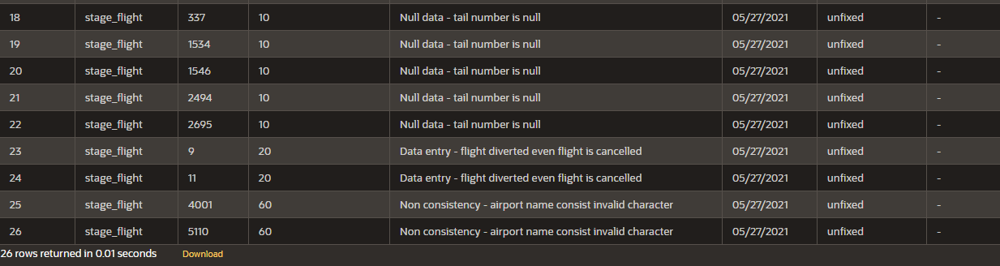 18 stage_flight 337 10 Null data - tail number is null 05/27/2021 unfixed -
19 stage_flight 1534 10 Null data - tail number is null 05/27/2021 unfixed -
20 stage_flight 1546 10 Null data - tail number is null 05/27/2021 unfixed -
21 stage_flight 2494 10 Null data - tail number is null 05/27/2021 unfixed -
22 stage_flight 2695 10 Null data - tail number is null 05/27/2021 unfixed -
23 stage_flight 9 20 Data entry - flight diverted even flight is cancelled 05/27/2021 unfixed -
24 stage_flight 11 20 Data entry - flight diverted even flight is cancelled 05/27/2021 unfixed -
25 stage_flight 4001 60 Non consistency - airport name consist invalid character 05/27/2021 unfixed -
26 stage_flight 5110 60 Non consistency - airport name consist invalid character 05/27/2021 unfixed -
26 rows returned in 0.01 seconds Download